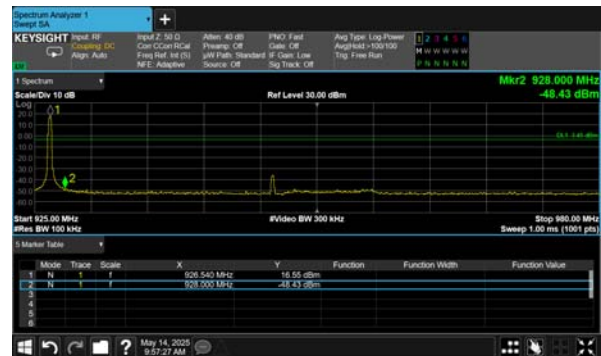 Spectrum Analyzer 1
Swept SA
+
KEYSIGHT Input: RF
Coupling: DC
Align: Auto
Input Z: 50 Ω
Corr CCorr RCal
Freq Ref: Int (S)
NFE: Adaptive
Atten: 40 dB
Preamp: Off
µW Path: Standard
Source: Off
PNO: Fast
Gate: Off
IF Gain: Low
Sig Track: Off
Avg Type: Log-Power
Avg|Hold:>100/100
Trig: Free Run
1 2 3 4 5 6
M W W W W W
P N N N N N
1 Spectrum
Mkr2 928.000 MHz
Scale/Div 10 dB
Ref Level 30.00 dBm
-48.43 dBm
Log
20.0
10.0
0.00
-10.0
-20.0
-30.0
-40.0
-50.0
-60.0
1
2
Start 925.00 MHz
#Video BW 300 kHz
Stop 980.00 MHz
#Res BW 100 kHz
Sweep 1.00 ms (1001 pts)
5 Marker Table
Mode Trace Scale X Y Function Function Width Function Value
1 N 1 f 926.540 MHz 16.55 dBm
2 N 1 f 928.000 MHz -48.43 dBm
3
4
5
6
? May 14, 2025
9:57:27 AM